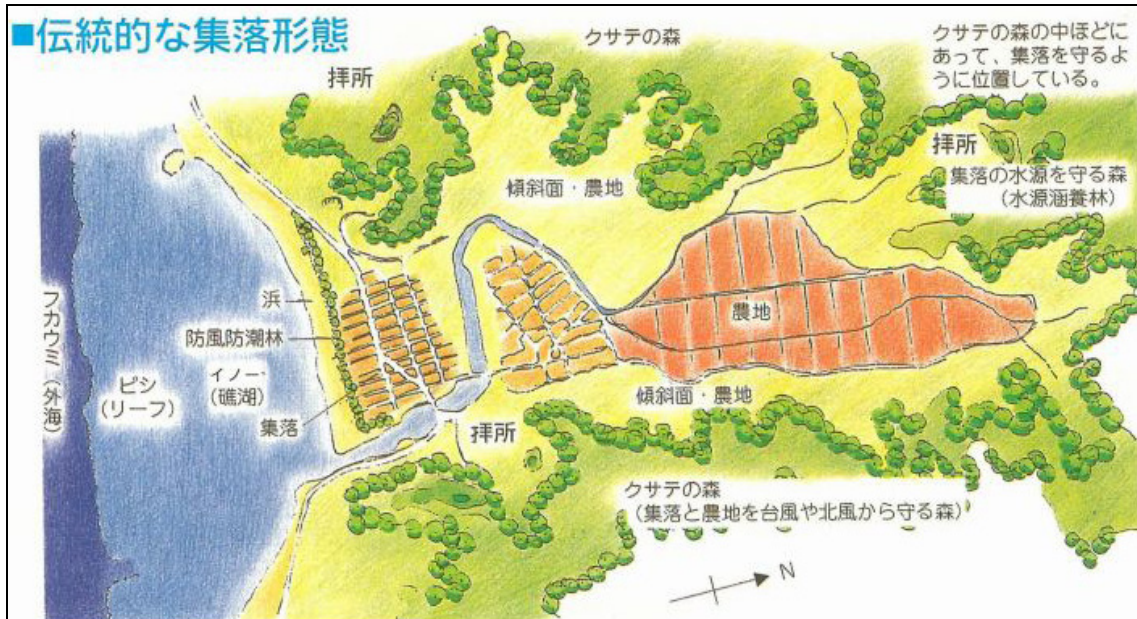 ■伝統的な集落形態
クサテの森
クサテの森の中ほどに
あって、集落を守るよ
うに位置している。
拝所
拝所
集落の水源を守る森
（水源涵養林）
傾斜面・農地
浜
防風防潮林
農地
フカウミ（外海）
ピシ
（リーフ）
イノー
（礁湖）
集落
傾斜面・農地
拝所
クサテの森
（集落と農地を台風や北風から守る森）
N